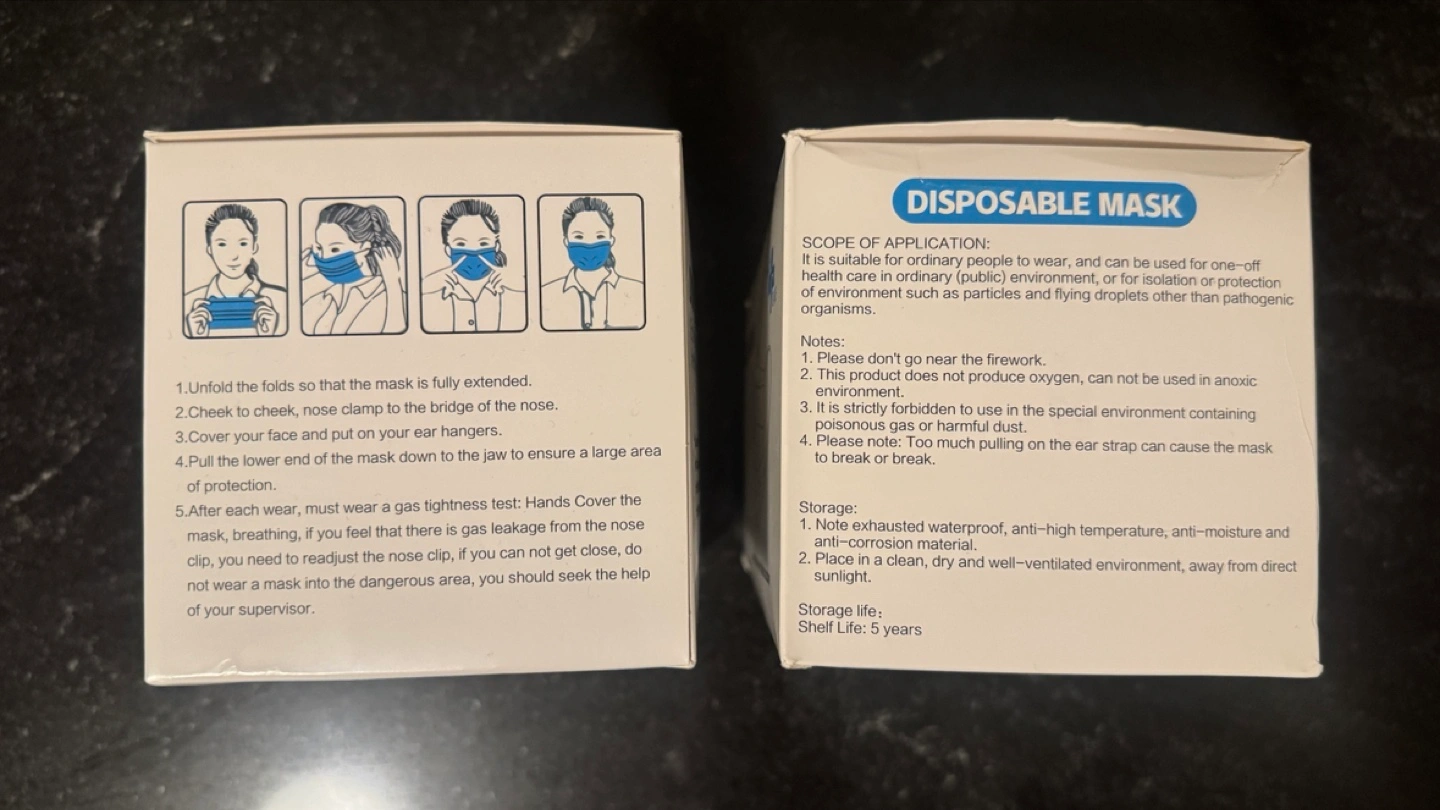 1.Unfold the folds so that the mask is fully extended.
2.Cheek to cheek, nose clamp to the bridge of the nose.
3.Cover your face and put on your ear hangers.
4.Pull the lower end of the mask down to the jaw to ensure a large area
of protection.
5.After each wear, must wear a gas tightness test: Hands Cover the
mask, breathing, if you feel that there is gas leakage from the nose
clip, you need to readjust the nose clip, if you can not get close, do
not wear a mask into the dangerous area, you should seek the help
of your supervisor.
DISPOSABLE MASK
SCOPE OF APPLICATION:
It is suitable for ordinary people to wear, and can be used for one-off
health care in ordinary (public) environment, or for isolation or protection
of environment such as particles and flying droplets other than pathogenic
organisms.
Notes:
1. Please don't go near the firework.
2. This product does not produce oxygen, can not be used in anoxic
environment.
3. It is strictly forbidden to use in the special environment containing
poisonous gas or harmful dust.
4. Please note: Too much pulling on the ear strap can cause the mask
to break or break.
Storage:
1. Note exhausted waterproof, anti-high temperature, anti-moisture and
anti-corrosion material.
2. Place in a clean, dry and well-ventilated environment, away from direct
sunlight.
Storage life:
Shelf Life: 5 years